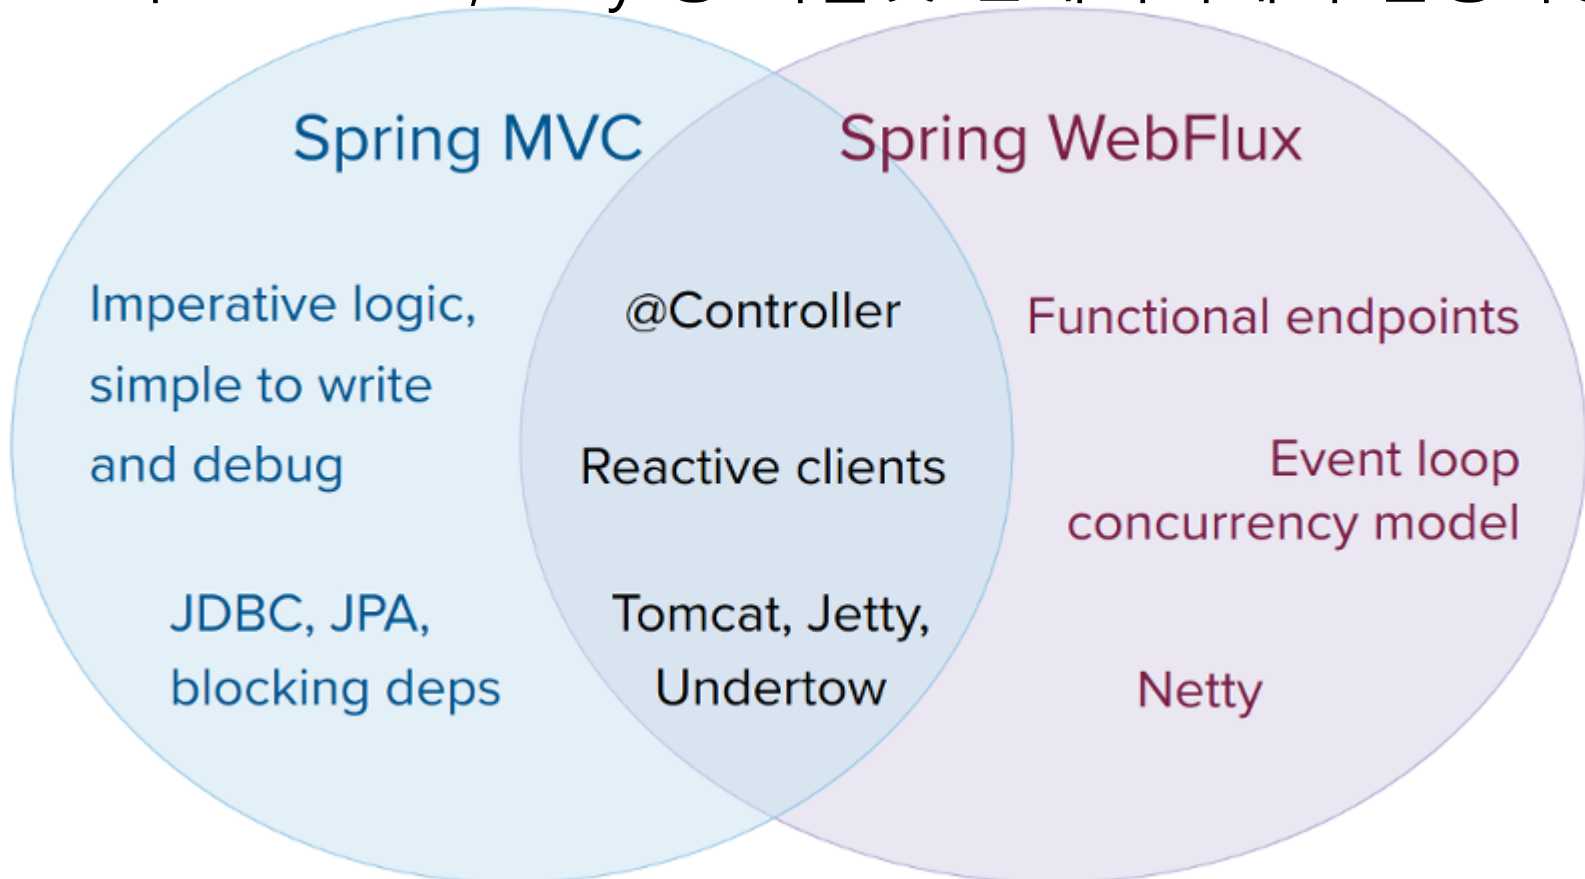 Spring MVC
Spring WebFlux
Imperative logic,
simple to write
and debug
JDBC, JPA,
blocking deps
@Controller
Reactive clients
Tomcat, Jetty,
Undertow
Functional endpoints
Event loop
concurrency model
Netty